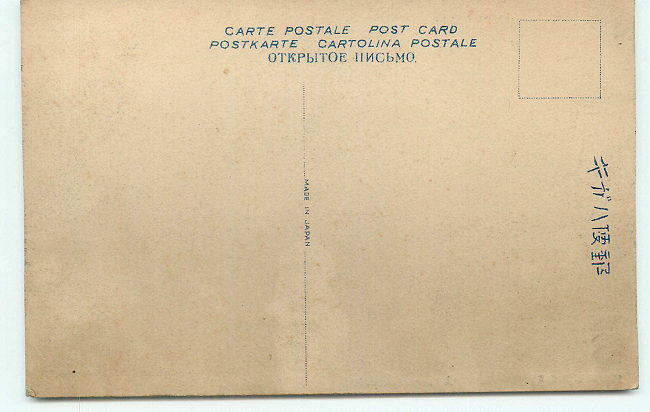 CARTE POSTALE POST CARD
POSTKARTE CARTOLINA POSTALE
ОТКРЫТОЕ ПИСЬМО.
MADE IN JAPAN
郵便ハガキ